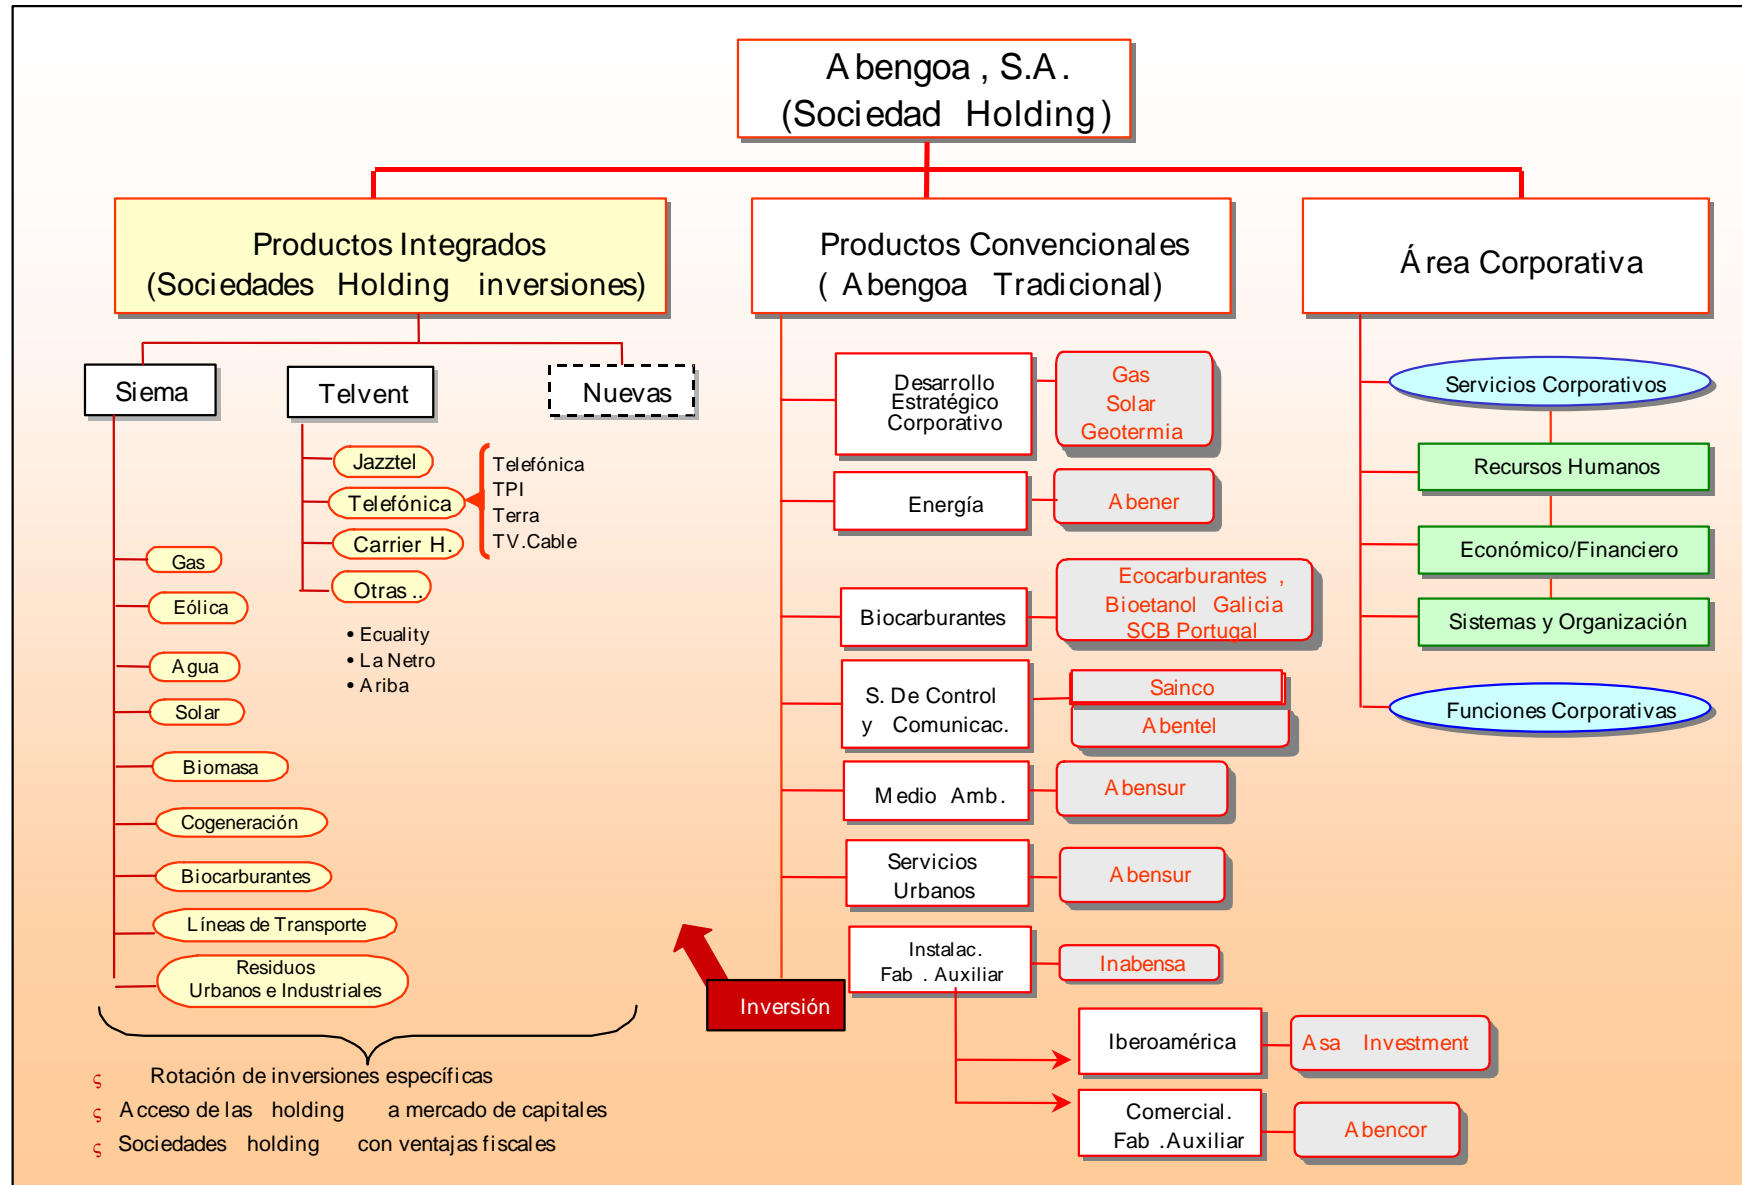 Abengoa , S.A.
(Sociedad Holding)
Productos Integrados
(Sociedades Holding inversiones)
Productos Convencionales
( Abengoa Tradicional)
Área Corporativa
Siema
Telvent
Nuevas
Jazztel
Telefónica
Carrier H.
Otras ..
Telefónica
TPI
Terra
TV.Cable
• Ecuality
• La Netro
• Ariba
Gas
Eólica
Agua
Solar
Biomasa
Cogeneración
Biocarburantes
Líneas de Transporte
Residuos
Urbanos e Industriales
ς Rotación de inversiones específicas
ς Acceso de las holding a mercado de capitales
ς Sociedades holding con ventajas fiscales
Inversión
Desarrollo
Estratégico
Corporativo
Gas
Solar
Geotermia
Energía
Abener
Biocarburantes
Ecocarburantes ,
Bioetanol Galicia
SCB Portugal
S. De Control
y Comunicac.
Sainco
Abentel
Medio Amb.
Abensur
Servicios
Urbanos
Abensur
Instalac.
Fab . Auxiliar
Inabensa
Iberoamérica
Asa Investment
Comercial.
Fab .Auxiliar
Abencor
Servicios Corporativos
Recursos Humanos
Económico/Financiero
Sistemas y Organización
Funciones Corporativas